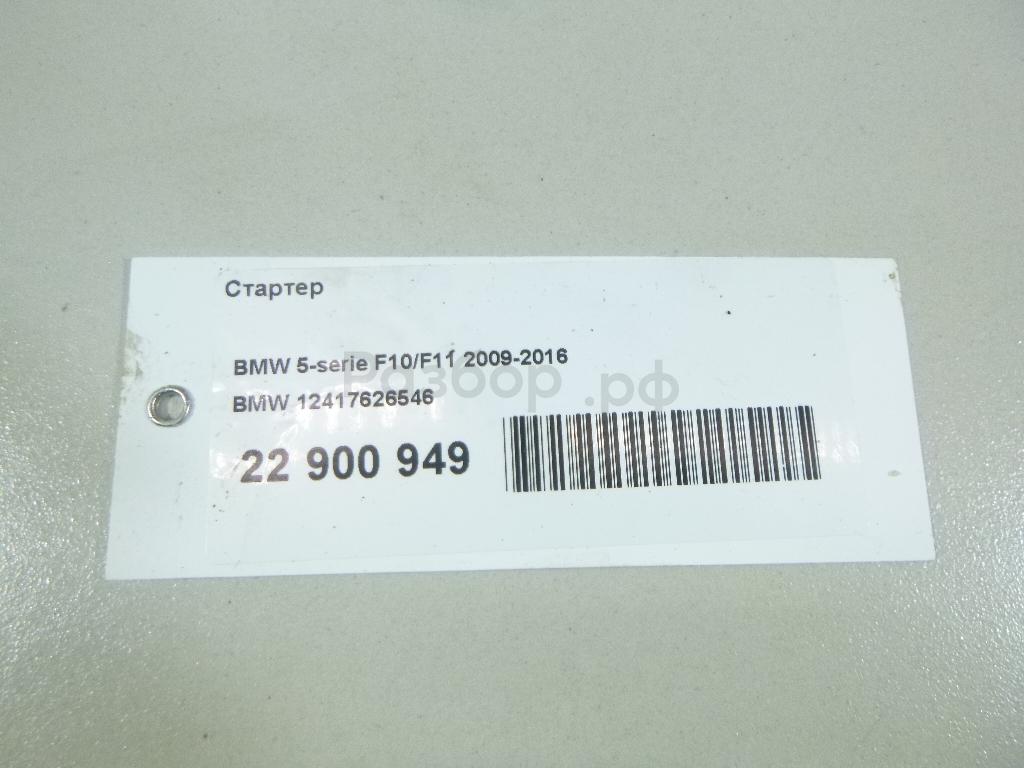 Стартер
BMW 5-serie F10/F11 2009-2016
Разбор.рф
BMW 12417626546
22 900 949